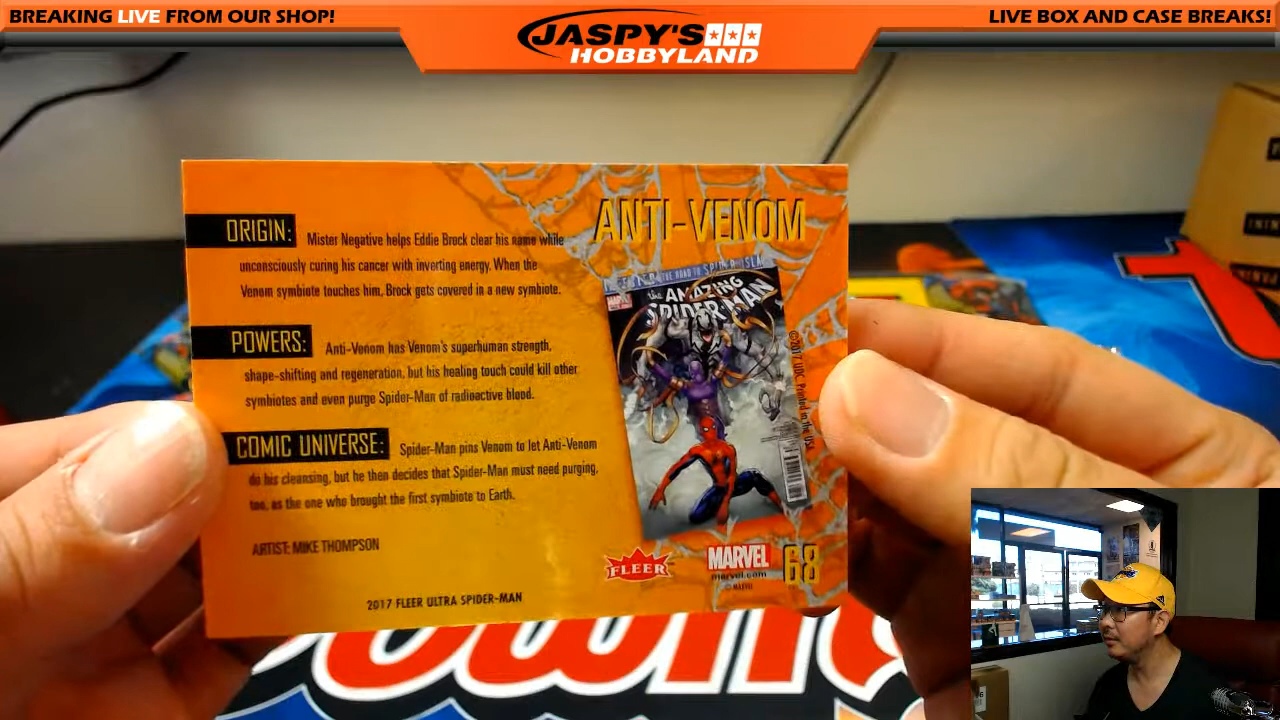 BREAKING LIVE FROM OUR SHOP!
JASPY'S
HOBBYLAND
LIVE BOX AND CASE BREAKS!
ANTI-VENOM
ORIGIN: Mister Negative helps Eddie Brock clear his name while
unconsciously curing his cancer with inverting energy. When the
Venom symbiote touches him, Brock gets covered in a new symbiote.
POWERS: Anti-Venom has Venom's superhuman strength,
shape-shifting and regeneration, but his healing touch could kill other
symbiotes and even purge Spider-Man of radioactive blood.
COMIC UNIVERSE: Spider-Man pins Venom to let Anti-Venom
do his cleansing, but he then decides that Spider-Man must need purging,
too, as the one who brought the first symbiote to Earth.
ARTIST: MIKE THOMPSON
2017 FLEER ULTRA SPIDER-MAN
THE ROAD TO SPIDER
MARVEL
the AMAZING
SPIDER-MAN
©2017 UDC. Printed in the USA
FLEER
MARVEL
marvel.com
© MARVEL
68